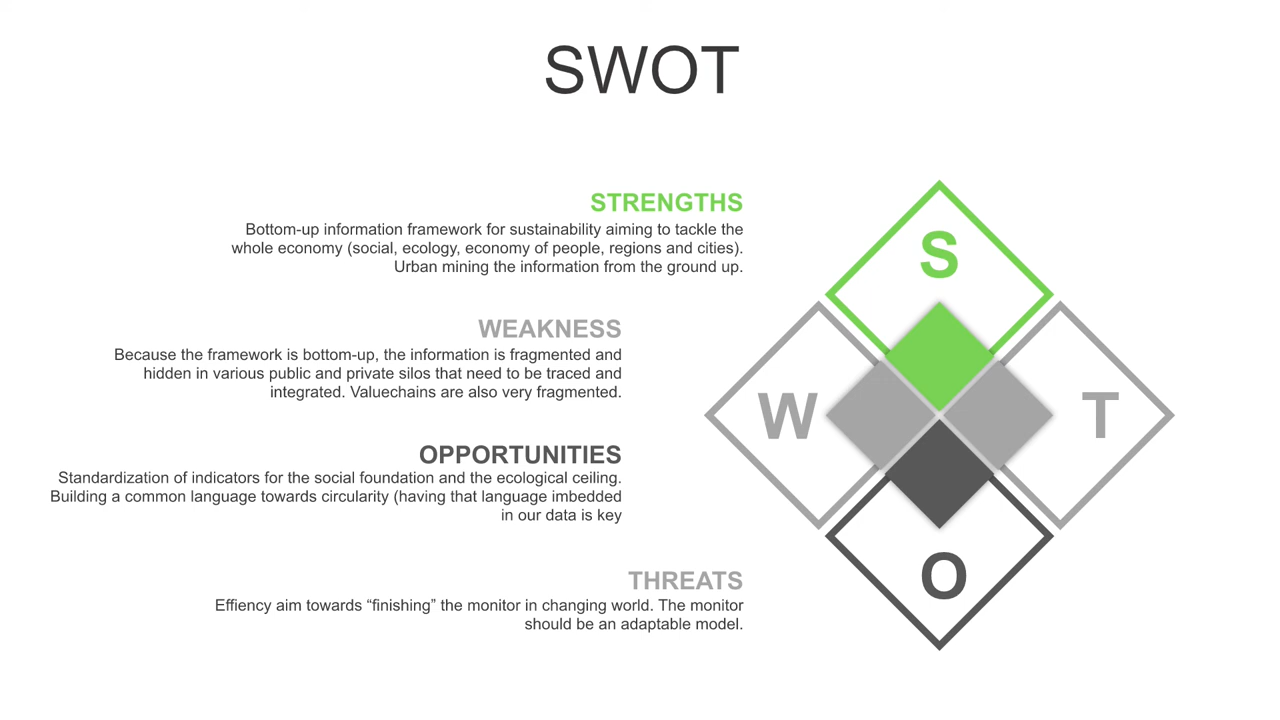 SWOT
STRENGTHS
Bottom-up information framework for sustainability aiming to tackle the
whole economy (social, ecology, economy of people, regions and cities).
Urban mining the information from the ground up.
WEAKNESS
Because the framework is bottom-up, the information is fragmented and
hidden in various public and private silos that need to be traced and
integrated. Valuechains are also very fragmented.
OPPORTUNITIES
Standardization of indicators for the social foundation and the ecological ceiling.
Building a common language towards circularity (having that language imbedded
in our data is key
THREATS
Effiency aim towards “finishing” the monitor in changing world. The monitor
should be an adaptable model.
S
W
T
O